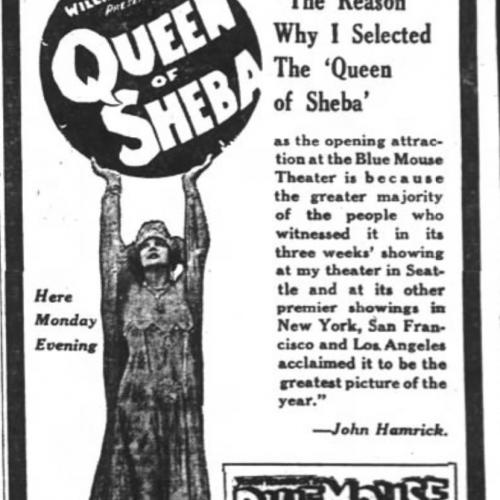 PRESENTS
QUEEN
OF
SHEBA
"The Reason
Why I Selected
The 'Queen
of Sheba'
as the opening attrac-
tion at the Blue Mouse
Theater is because
the greater majority
of the people who
witnessed it in its
three weeks' showing
at my theater in Seat-
tle and at its other
premier showings in
New York, San Fran-
cisco and Los Angeles
acclaimed it to be the
greatest picture of the
year."
—John Hamrick.
Here
Monday
Evening
BLUE MOUSE